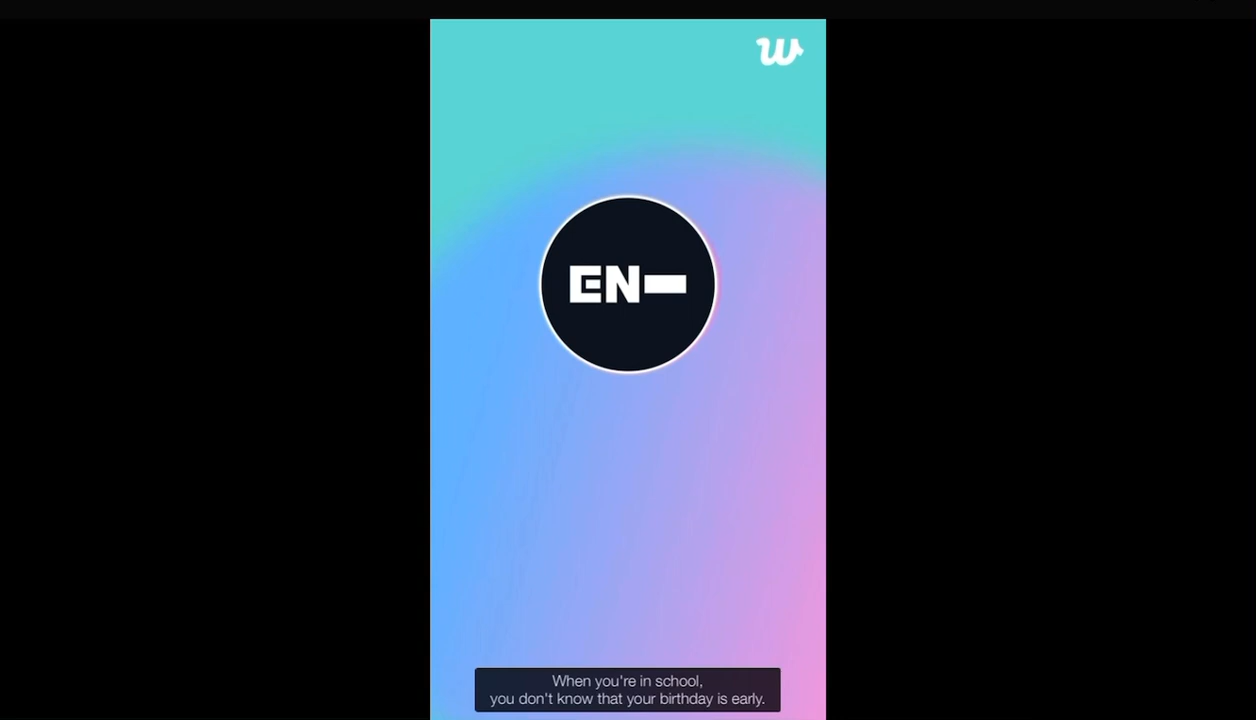 w
EN-
When you're in school,
you don't know that your birthday is early.